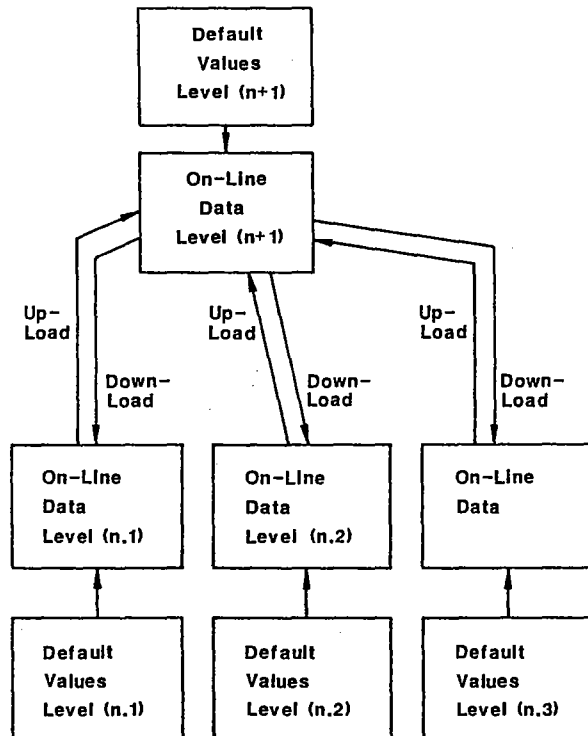 Default
Values
Level (n+1)
On-Line
Data
Level (n+1)
Up-
Load
Down-
Load
Up-
Load
Down-
Load
Up-
Load
Down-
Load
On-Line
Data
Level (n.1)
On-Line
Data
Level (n.2)
On-Line
Data
Default
Values
Level (n.1)
Default
Values
Level (n.2)
Default
Values
Level (n.3)